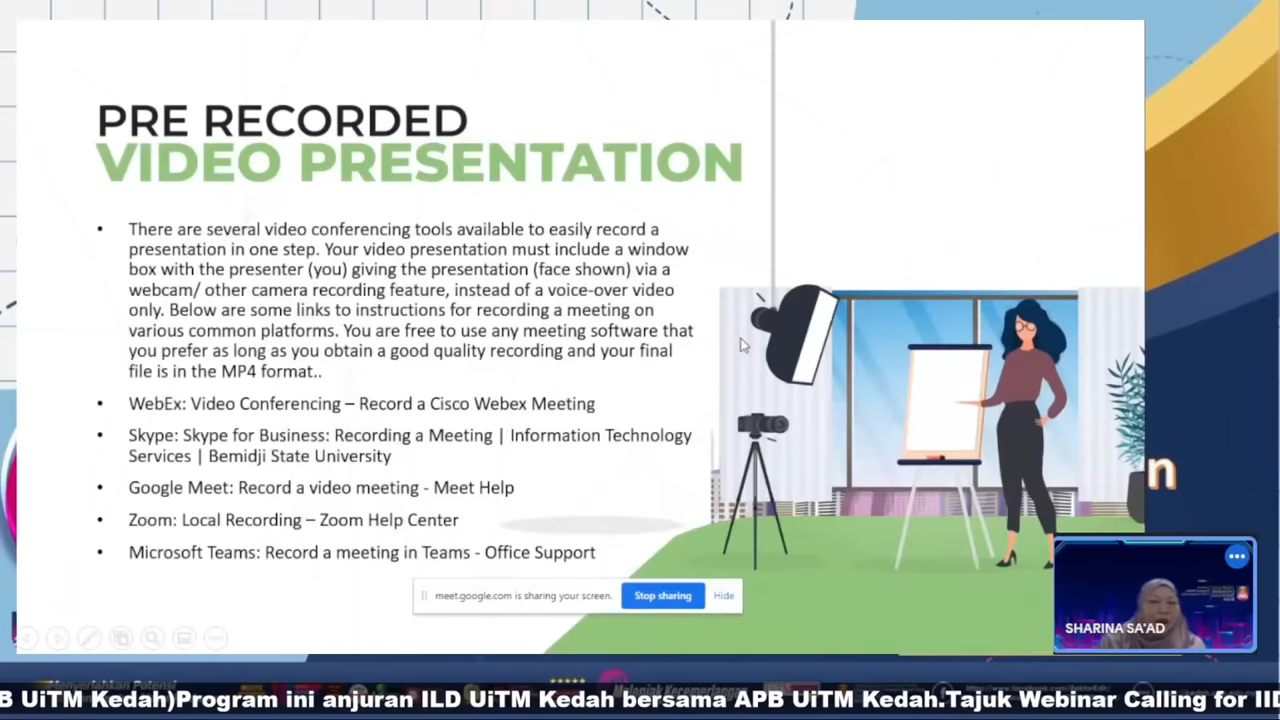 PRE RECORDED
VIDEO PRESENTATION
• There are several video conferencing tools available to easily record a
presentation in one step. Your video presentation must include a window
box with the presenter (you) giving the presentation (face shown) via a
webcam/ other camera recording feature, instead of a voice-over video
only. Below are some links to instructions for recording a meeting on
various common platforms. You are free to use any meeting software that
you prefer as long as you obtain a good quality recording and your final
file is in the MP4 format..
• WebEx: Video Conferencing – Record a Cisco Webex Meeting
• Skype: Skype for Business: Recording a Meeting | Information Technology
Services | Bemidji State University
• Google Meet: Record a video meeting - Meet Help
• Zoom: Local Recording – Zoom Help Center
• Microsoft Teams: Record a meeting in Teams - Office Support
n
meet.google.com is sharing your screen. Stop sharing Hide
SHARINA SA'AD
Menyerlahkan Potensi
B UiTM Kedah)Program ini anjuran ILD UiTM Kedah bersama APB UiTM Kedah.Tajuk Webinar Calling for III